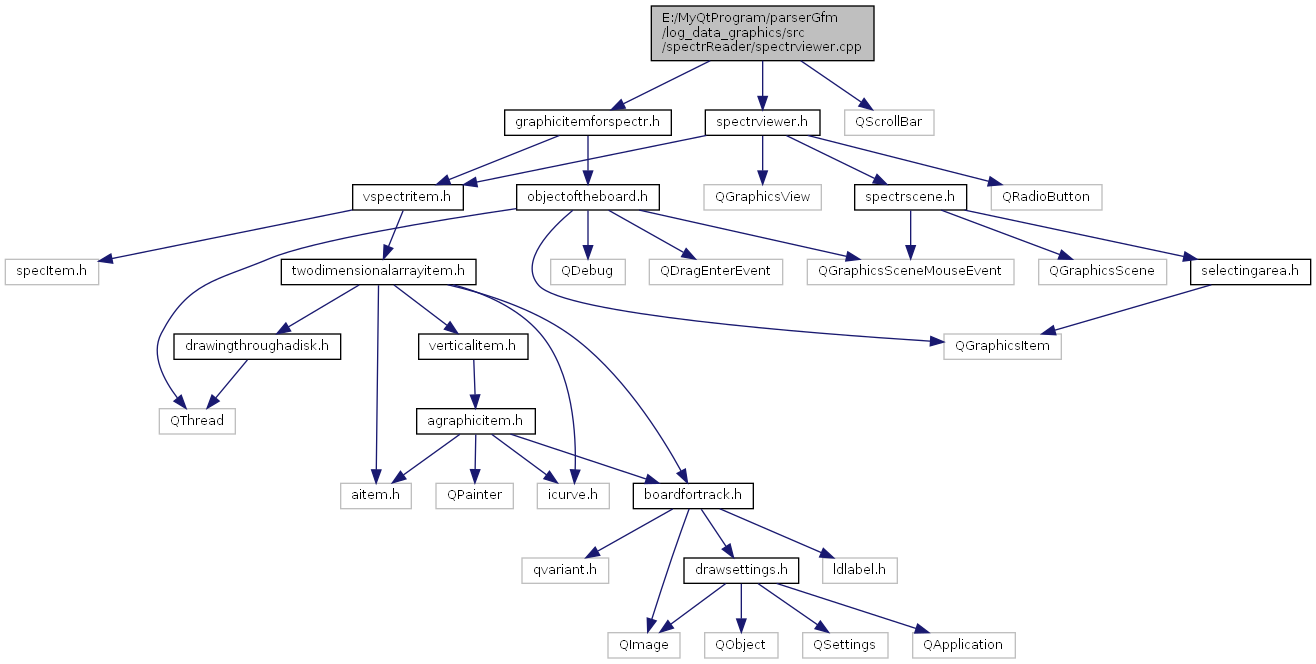 E:/MyQtProgram/parserGfm
/log_data_graphics/src
/spectrReader/spectrviewer.cpp
graphicitemforspectr.h
spectrviewer.h
QScrollBar
vspectritem.h
objectoftheboard.h
QGraphicsView
spectrscene.h
QRadioButton
specItem.h
twodimensionalarrayitem.h
QDebug
QDragEnterEvent
QGraphicsSceneMouseEvent
QGraphicsScene
selectingarea.h
drawingthroughadisk.h
verticalitem.h
QGraphicsItem
QThread
agraphicitem.h
aitem.h
QPainter
icurve.h
boardfortrack.h
qvariant.h
drawsettings.h
ldlabel.h
QImage
QObject
QSettings
QApplication